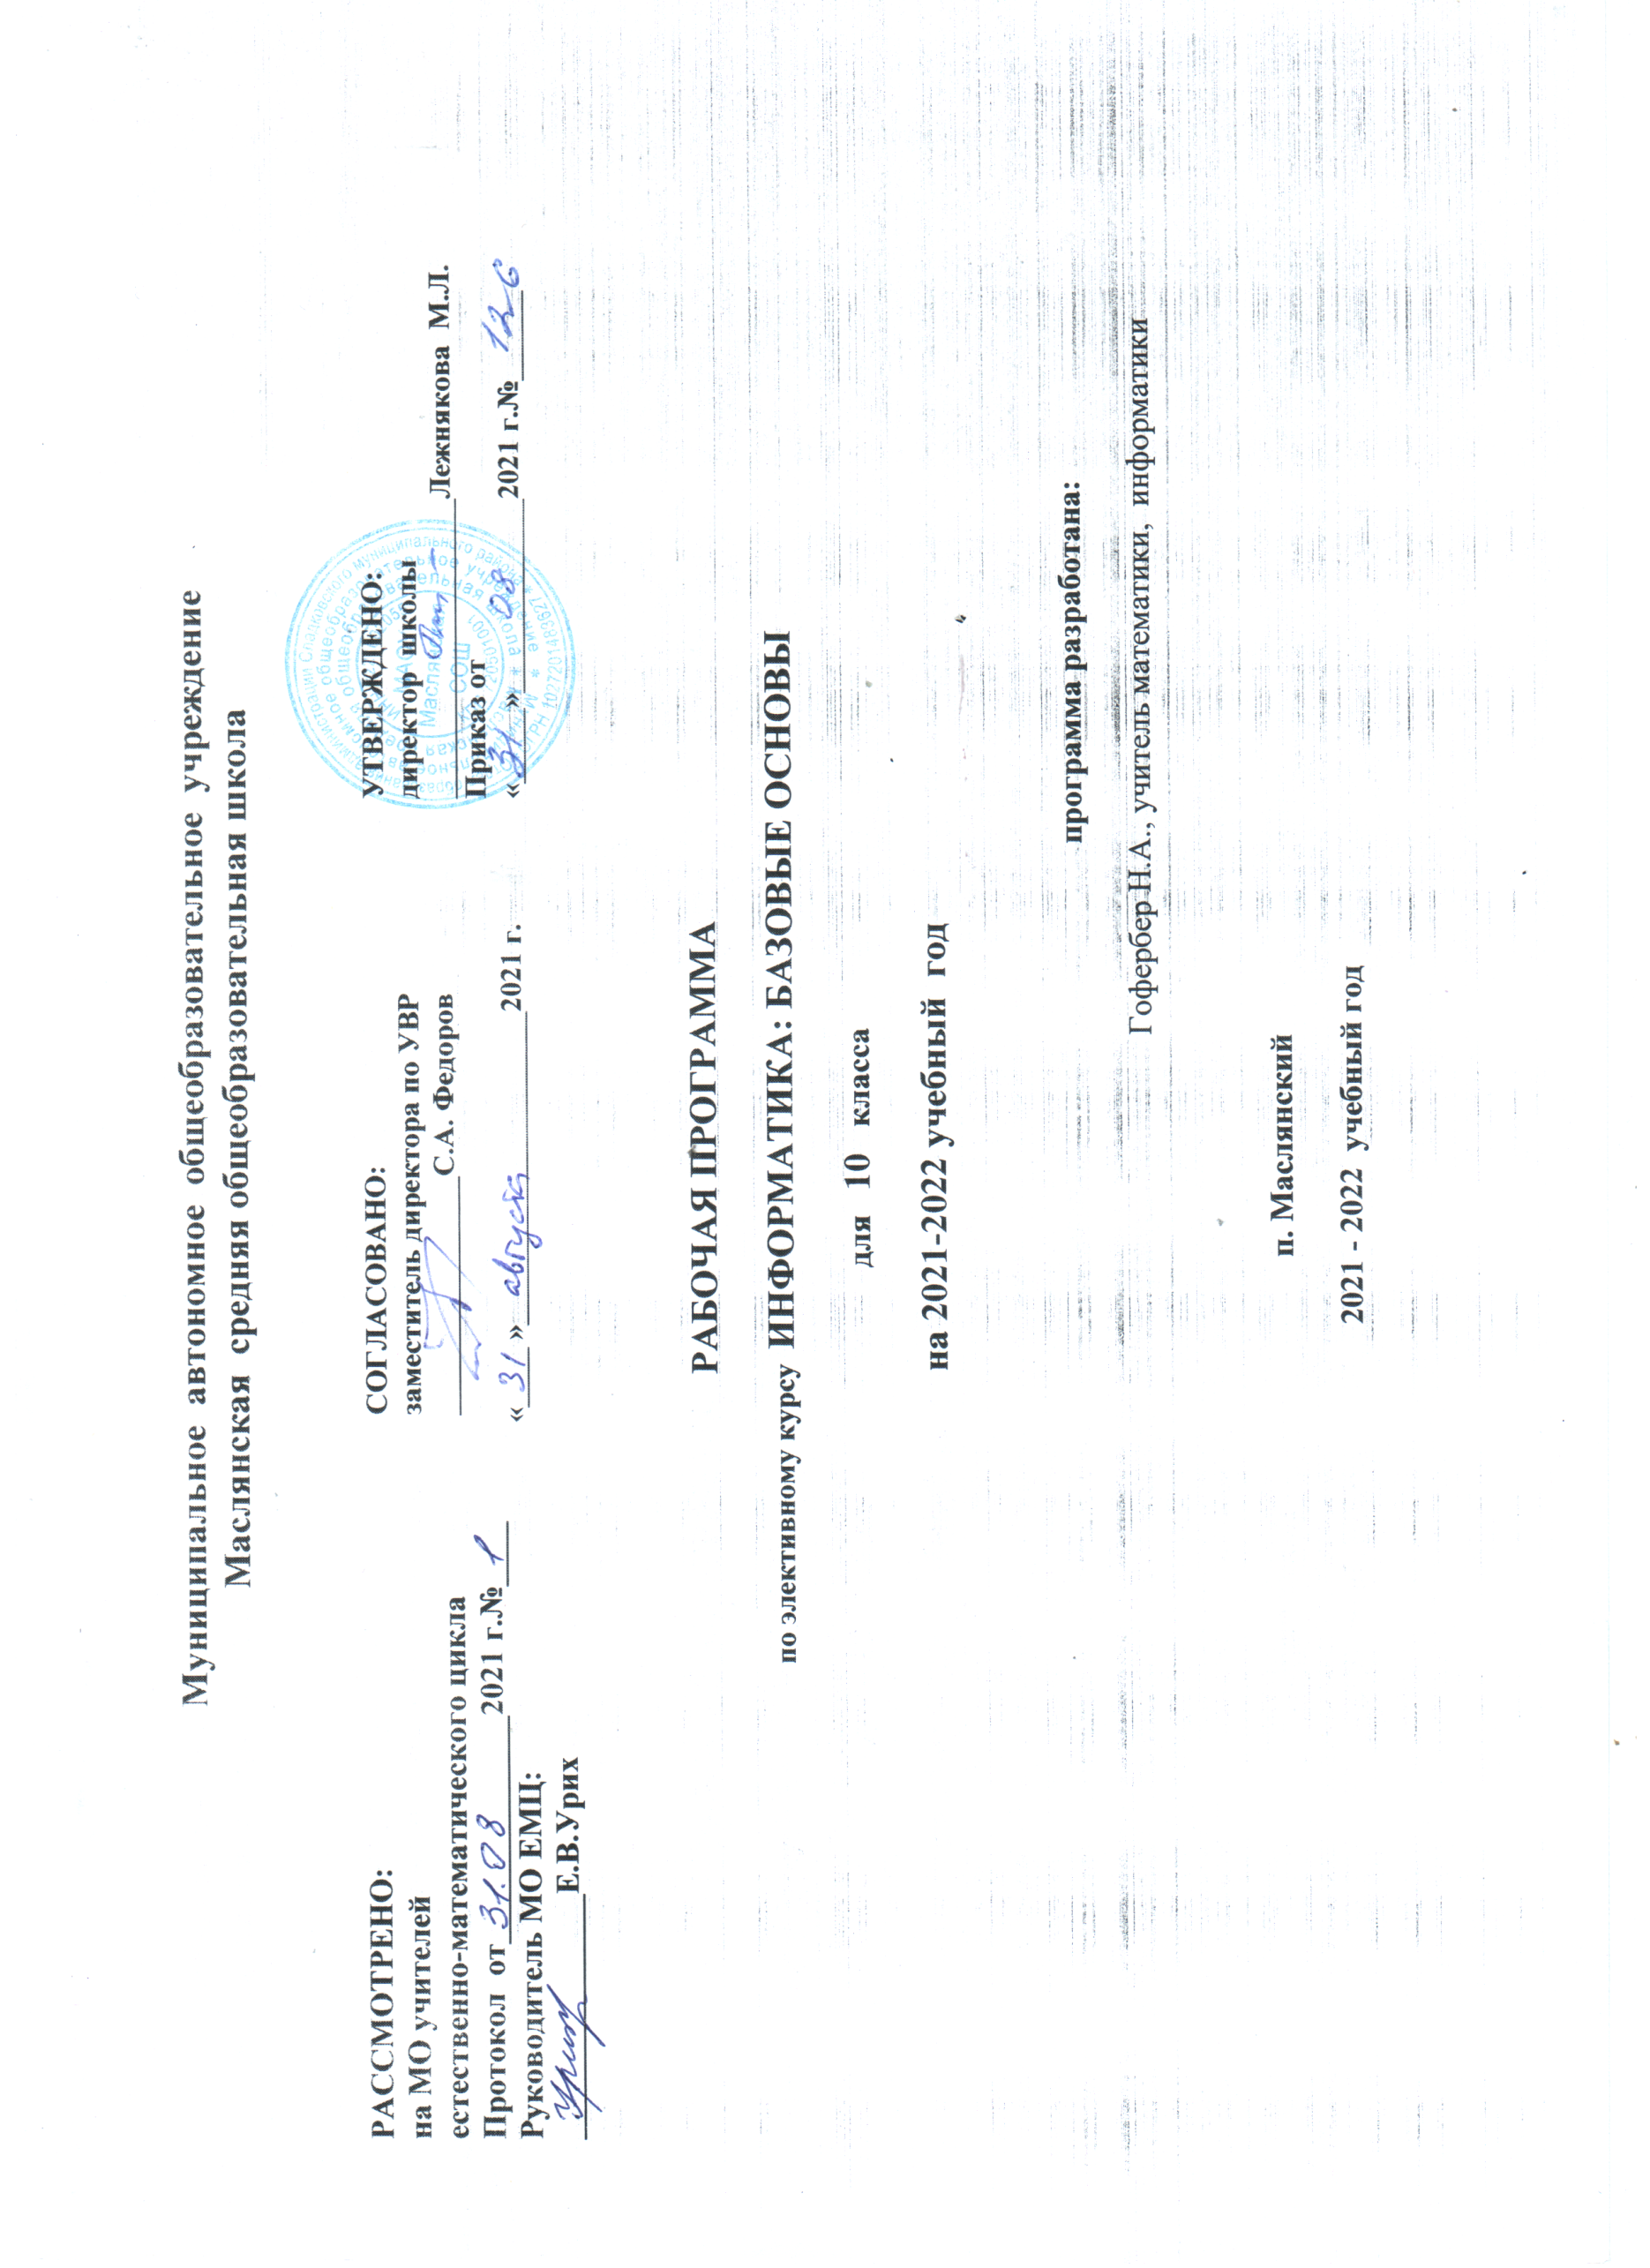 Муниципальное автономное общеобразовательное учреждение
Маслянская средняя общеобразовательная школа
РАССМОТРЕНО:
на МО учителей
естественно-математического цикла
Протокол от 31.08 2021 г.№ 1
Руководитель МО ЕМЦ:
Е.В.Урих
СОГЛАСОВАНО:
заместитель директора по УВР
С.А. Федоров
« 31 » августа 2021 г.
УТВЕРЖДЕНО:
директор школы
Лежнякова М.Л.
Приказ от
«31» 08 2021 г.№ 126
РАБОЧАЯ ПРОГРАММА
по элективному курсу ИНФОРМАТИКА: БАЗОВЫЕ ОСНОВЫ
для 10 класса
на 2021-2022 учебный год
программа разработана:
Гофербер Н.А., учитель математики, информатики
п. Маслянский
2021 - 2022 учебный год